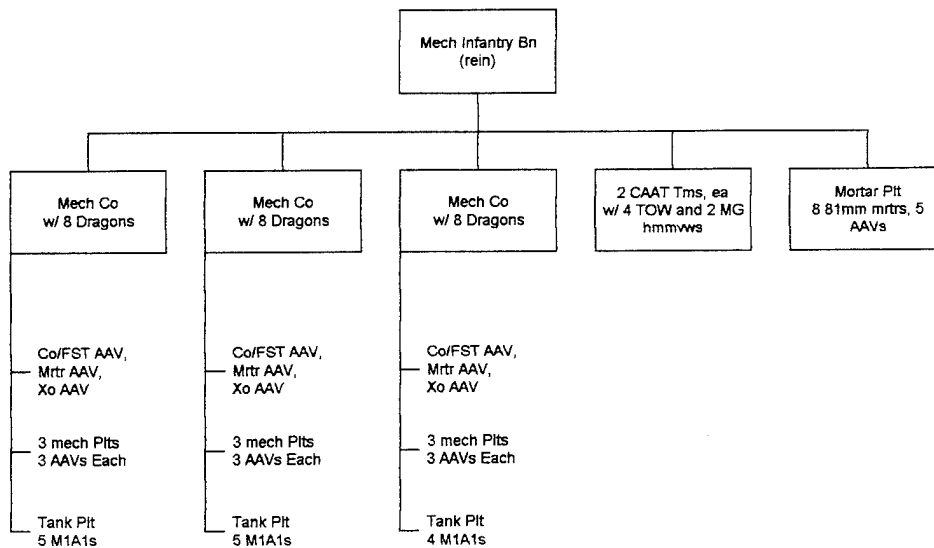 Mech Infantry Bn
(rein)
Mech Co
w/ 8 Dragons
Mech Co
w/ 8 Dragons
Mech Co
w/ 8 Dragons
2 CAAT Tms, ea
w/ 4 TOW and 2 MG
hmmvws
Mortar Plt
8 81mm mrtrs, 5
AAVs
Co/FST AAV,
Mrtr AAV,
Xo AAV
Co/FST AAV,
Mrtr AAV,
Xo AAV
Co/FST AAV,
Mrtr AAV,
Xo AAV
3 mech Plts
3 AAVs Each
3 mech Plts
3 AAVs Each
3 mech Plts
3 AAVs Each
Tank Plt
5 M1A1s
Tank Plt
5 M1A1s
Tank Plt
4 M1A1s